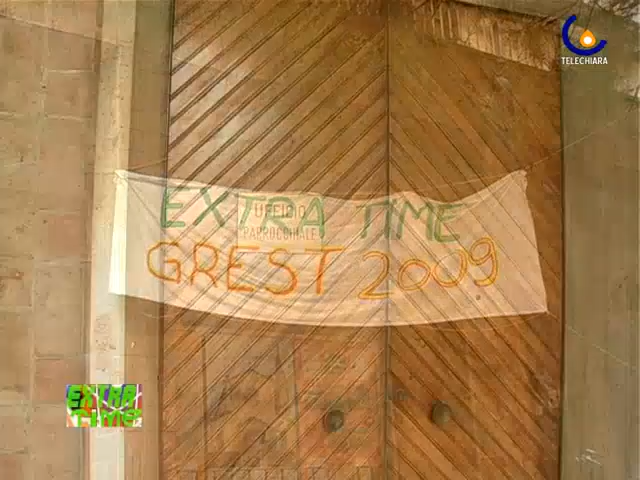 TELECHIARA
EXTRA TIME
UFFICIO
PARROCCHIALE
GREST 2009
EXTRA
TIME